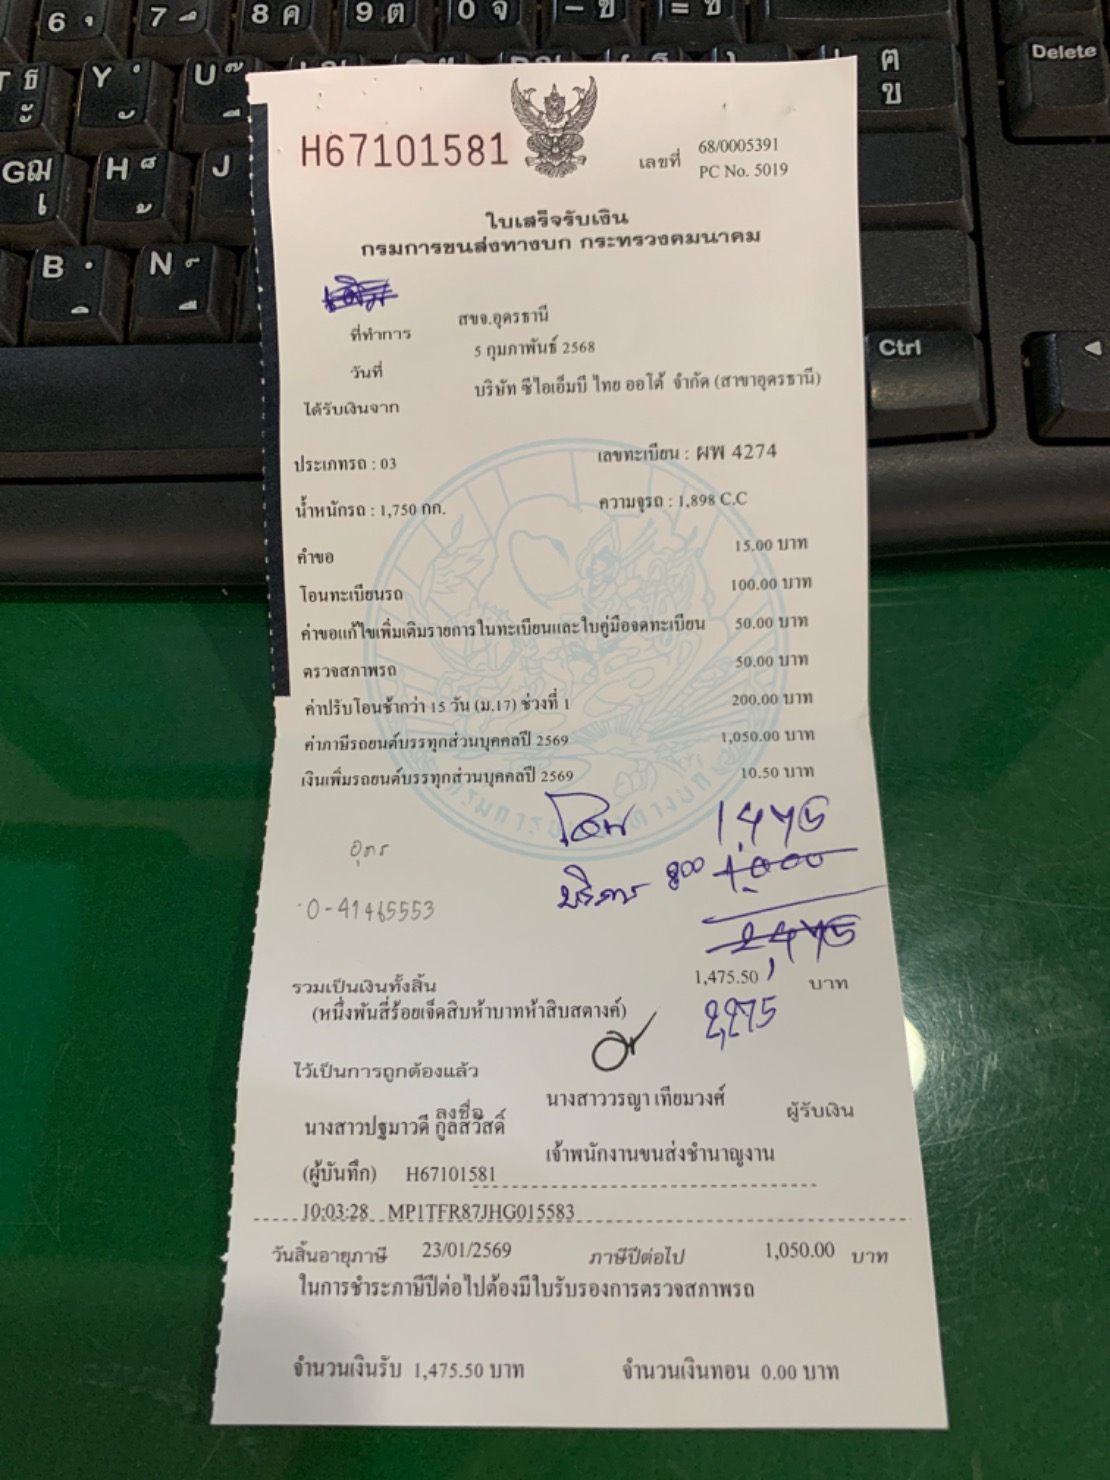 6 7 8 ค 9 ต 0 จ - ข = ช
T ธ Y U ฅ ฃ Delete
G ฌ เ H J
B N Ctrl
H67101581
เลขที่ 68/0005391
PC No. 5019
ใบเสร็จรับเงิน
กรมการขนส่งทางบก กระทรวงคมนาคม
ที่ทำการ สขจ.อุดรธานี
วันที่ 5 กุมภาพันธ์ 2568
ได้รับเงินจาก บริษัท ซีไอเอ็มบี ไทย ออโต้ จำกัด (สาขาอุดรธานี)
ประเภทรถ : 03 เลขทะเบียน : ผพ 4274
น้ำหนักรถ : 1,750 กก. ความจุรถ : 1,898 C.C
คำขอ 15.00 บาท
โอนทะเบียนรถ 100.00 บาท
ค่าขอแก้ไขเพิ่มเติมรายการในทะเบียนและใบคู่มือจดทะเบียน 50.00 บาท
ตรวจสภาพรถ 50.00 บาท
ค่าปรับโอนช้ากว่า 15 วัน (ม.17) ช่วงที่ 1 200.00 บาท
ค่าภาษีรถยนต์บรรทุกส่วนบุคคลปี 2569 1,050.00 บาท
เงินเพิ่มรถยนต์บรรทุกส่วนบุคคลปี 2569 10.50 บาท
โอน 1,475
อุดร บริการ 800 1,000
0-41465553
2,475
รวมเป็นเงินทั้งสิ้น 1,475.50 บาท
(หนึ่งพันสี่ร้อยเจ็ดสิบห้าบาทห้าสิบสตางค์) 2,275
ไว้เป็นการถูกต้องแล้ว
ลงชื่อ นางสาววรญา เทียมวงศ์ ผู้รับเงิน
นางสาวปฐมาวดี กูลสวัสดิ์
เจ้าพนักงานขนส่งชำนาญงาน
(ผู้บันทึก) H67101581
10:03:28 MP1TFR87JHG015583
วันสิ้นอายุภาษี 23/01/2569 ภาษีปีต่อไป 1,050.00 บาท
ในการชำระภาษีปีต่อไปต้องมีใบรับรองการตรวจสภาพรถ
จำนวนเงินรับ 1,475.50 บาท จำนวนเงินทอน 0.00 บาท